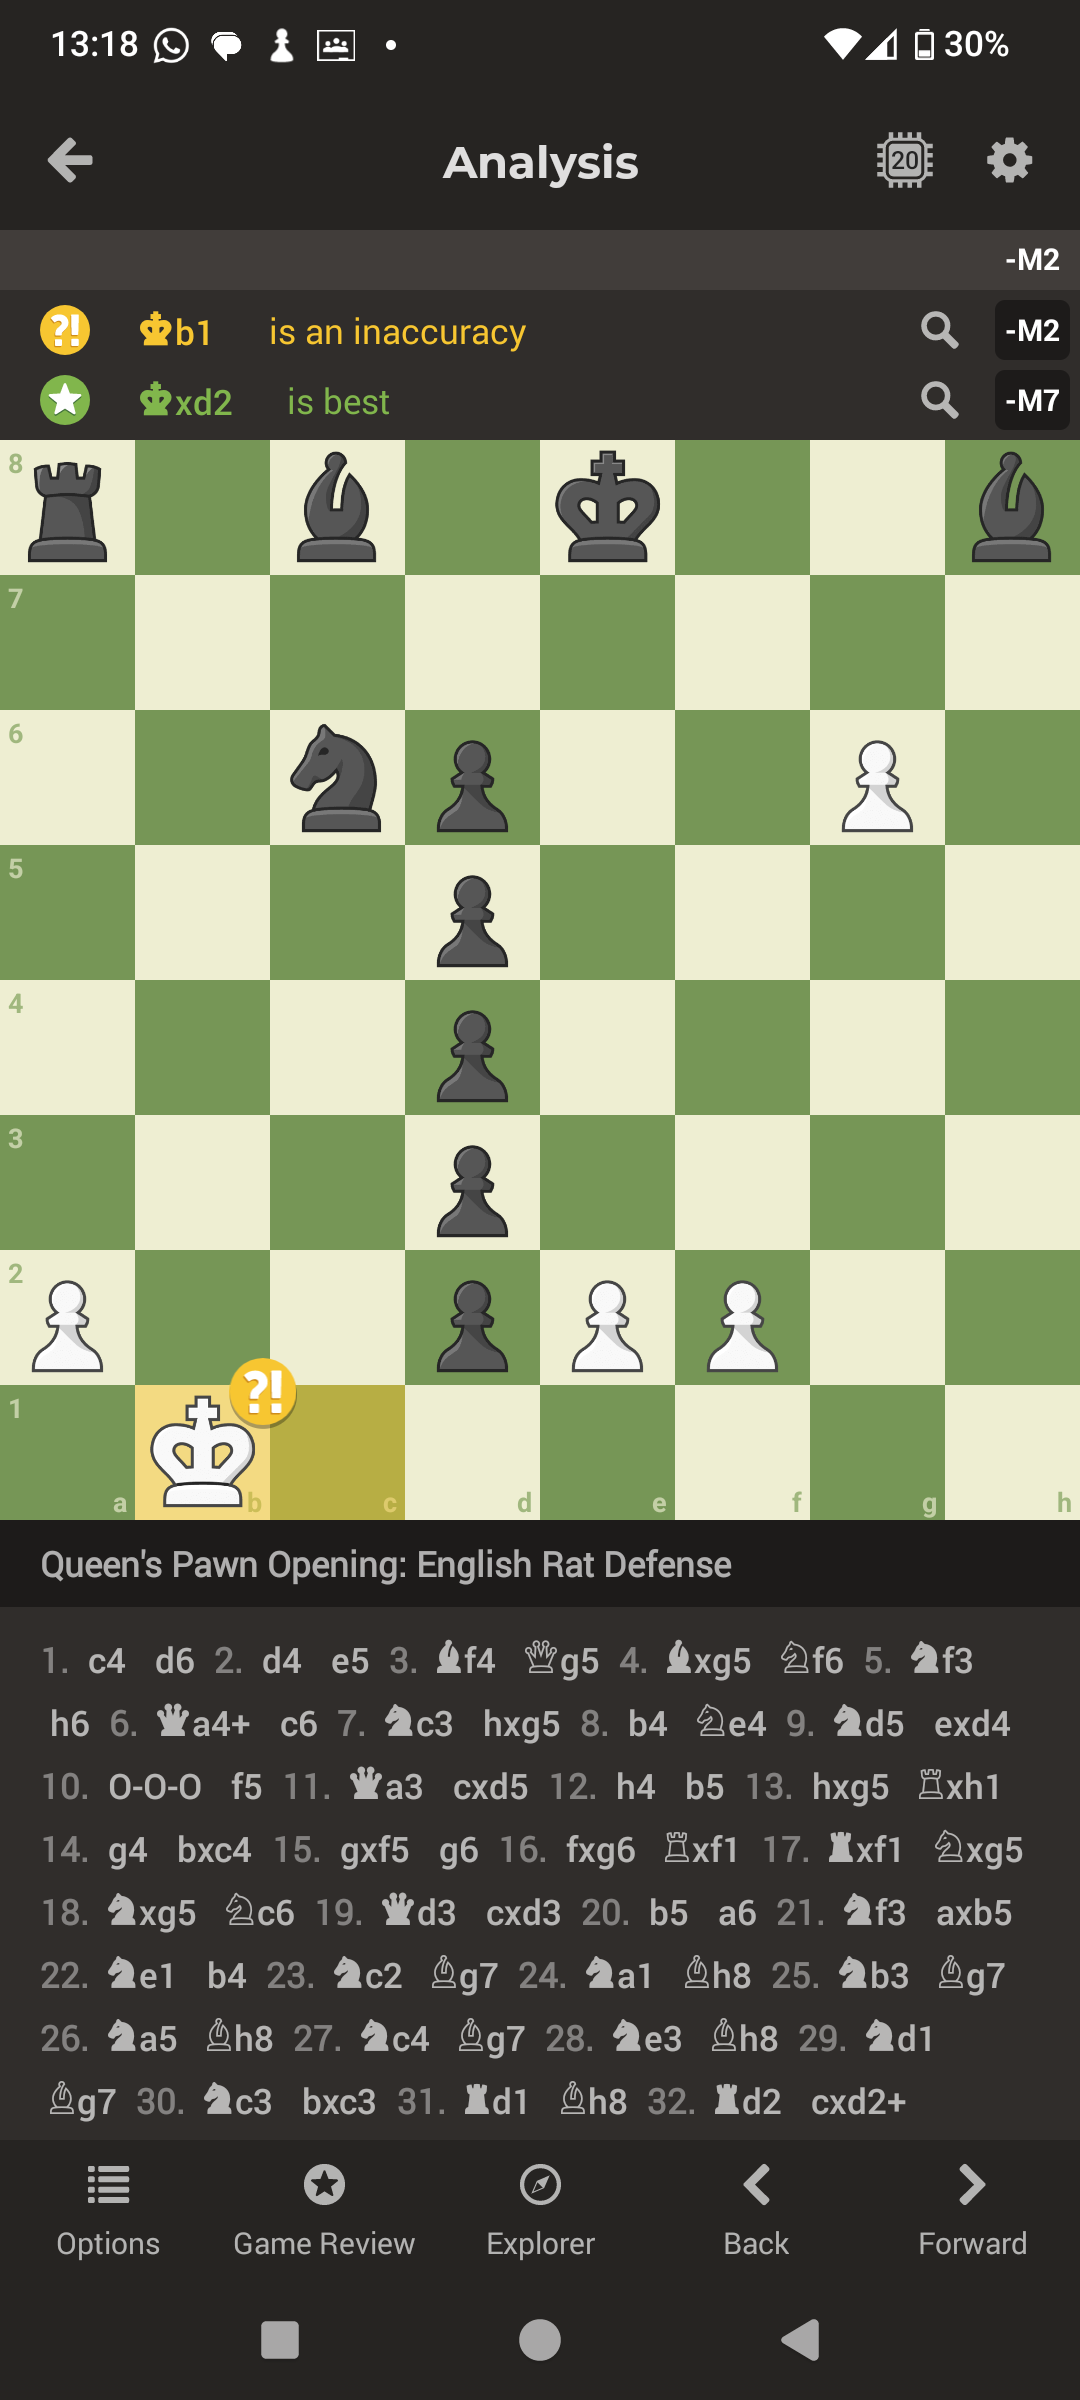 13:18 30%
Analysis 20
-M2
?! ♚b1 is an inaccuracy -M2
♚xd2 is best -M7
8
7
6
5
4
3
2
?!
1
a b c d e f g h
Queen's Pawn Opening: English Rat Defense
1. c4 d6 2. d4 e5 3. ♝f4 ♕g5 4. ♝xg5 ♘f6 5. ♞f3
h6 6. ♛a4+ c6 7. ♞c3 hxg5 8. b4 ♘e4 9. ♞d5 exd4
10. O-O-O f5 11. ♛a3 cxd5 12. h4 b5 13. hxg5 ♖xh1
14. g4 bxc4 15. gxf5 g6 16. fxg6 ♖xf1 17. ♜xf1 ♘xg5
18. ♞xg5 ♘c6 19. ♛d3 cxd3 20. b5 a6 21. ♞f3 axb5
22. ♞e1 b4 23. ♞c2 ♗g7 24. ♞a1 ♗h8 25. ♞b3 ♗g7
26. ♞a5 ♗h8 27. ♞c4 ♗g7 28. ♞e3 ♗h8 29. ♞d1
♗g7 30. ♞c3 bxc3 31. ♜d1 ♗h8 32. ♜d2 cxd2+
Options Game Review Explorer Back Forward